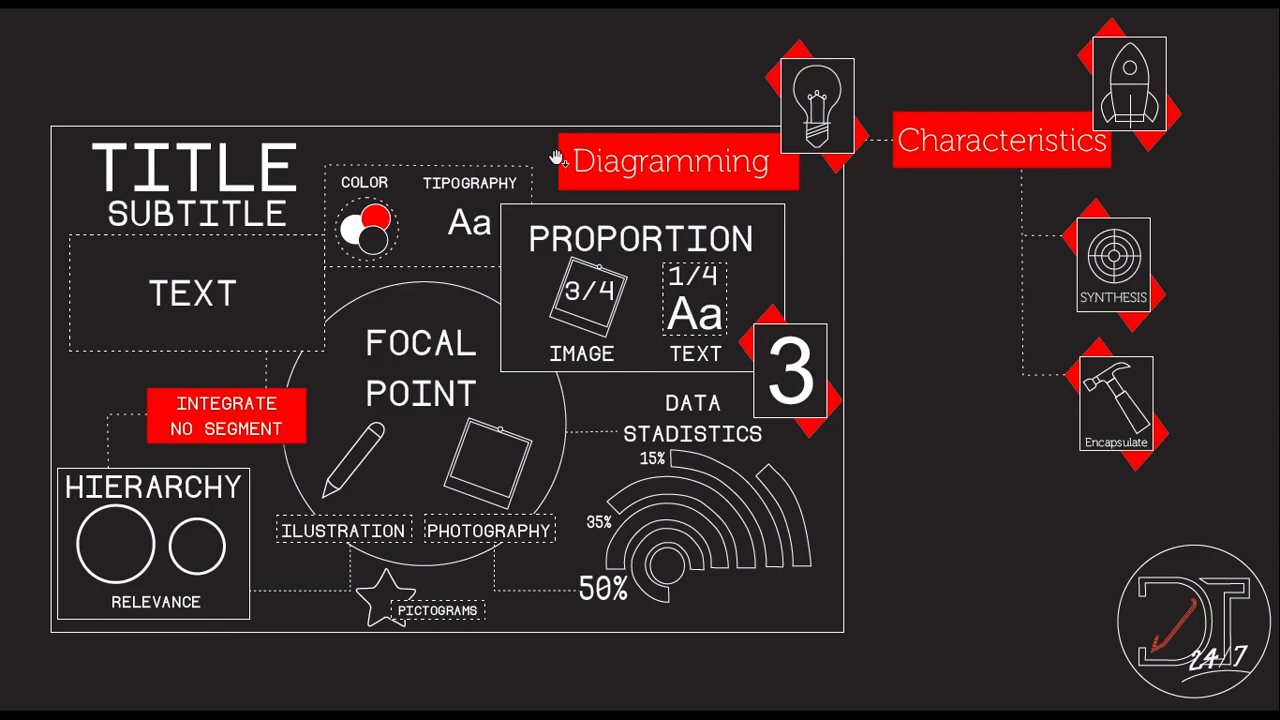 TITLE
SUBTITLE
TEXT
COLOR
TIPOGRAPHY
Aa
Diagramming
Characteristics
PROPORTION
3/4
1/4
Aa
IMAGE
TEXT
3
SYNTHESIS
Encapsulate
FOCAL
POINT
INTEGRATE
NO SEGMENT
HIERARCHY
RELEVANCE
ILUSTRATION
PHOTOGRAPHY
PICTOGRAMS
DATA
STADISTICS
15%
35%
50%
DT
24/7